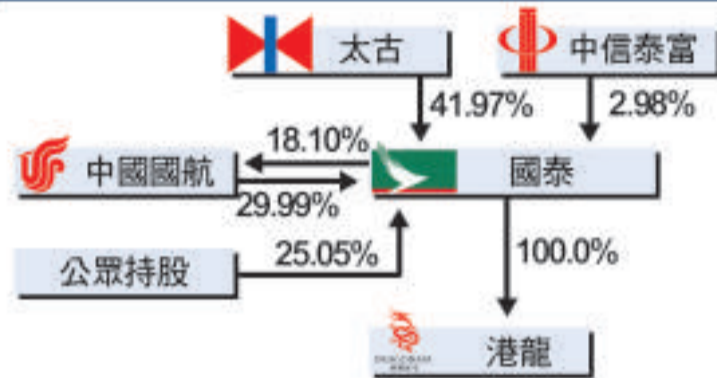 太古
中信泰富
41.97%
2.98%
18.10%
中國國航
國泰
29.99%
25.05%
公眾持股
100.0%
港龍